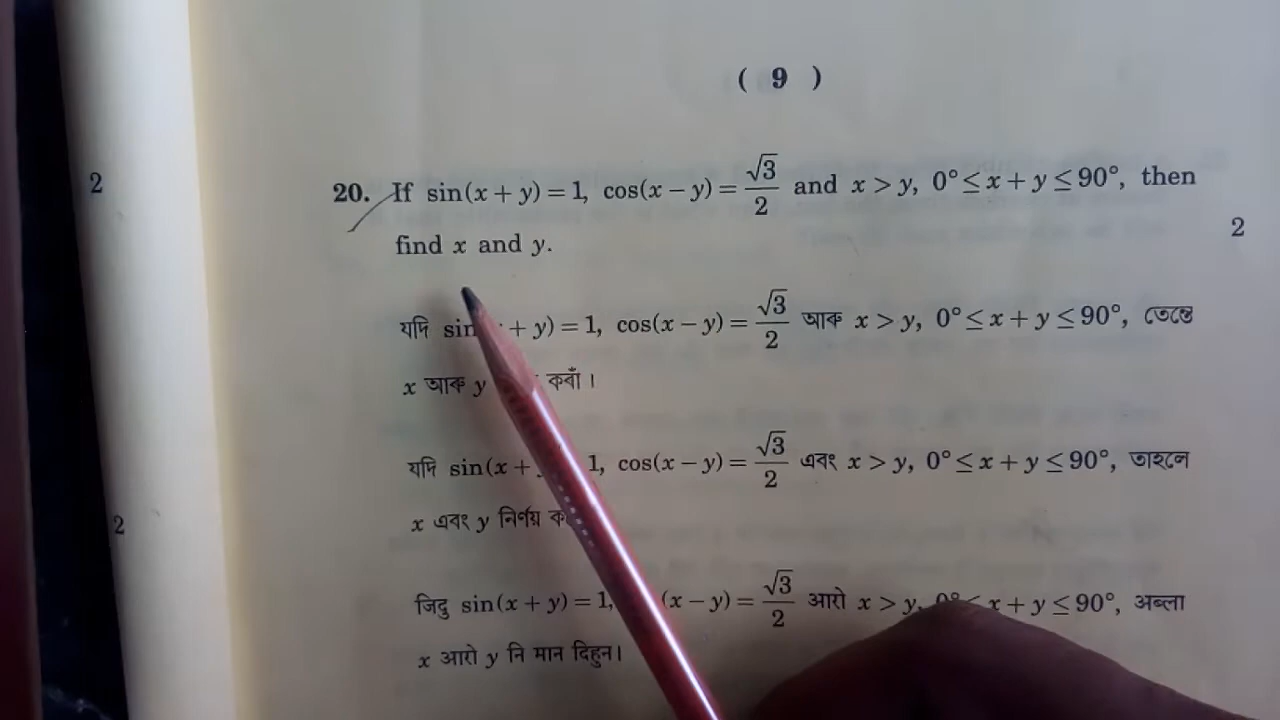 ( 9 )
2
20. If sin(x + y) = 1, cos(x − y) = √3/2 and x > y, 0° ≤ x + y ≤ 90°, then
2
find x and y.
যদি sin( + y) = 1, cos(x − y) = √3/2 আৰু x > y, 0° ≤ x + y ≤ 90°, তেন্তে
x আৰু y কৰাঁ ।
যদি sin(x + 1, cos(x − y) = √3/2 এবং x > y, 0° ≤ x + y ≤ 90°, তাহলে
2
x এবং y নির্ণয়
जिदु sin(x + y) = 1, (x − y) = √3/2 आरो x > y, 0° ≤ x + y ≤ 90°, अब्ला
x आरो y नि मान दिहुन।